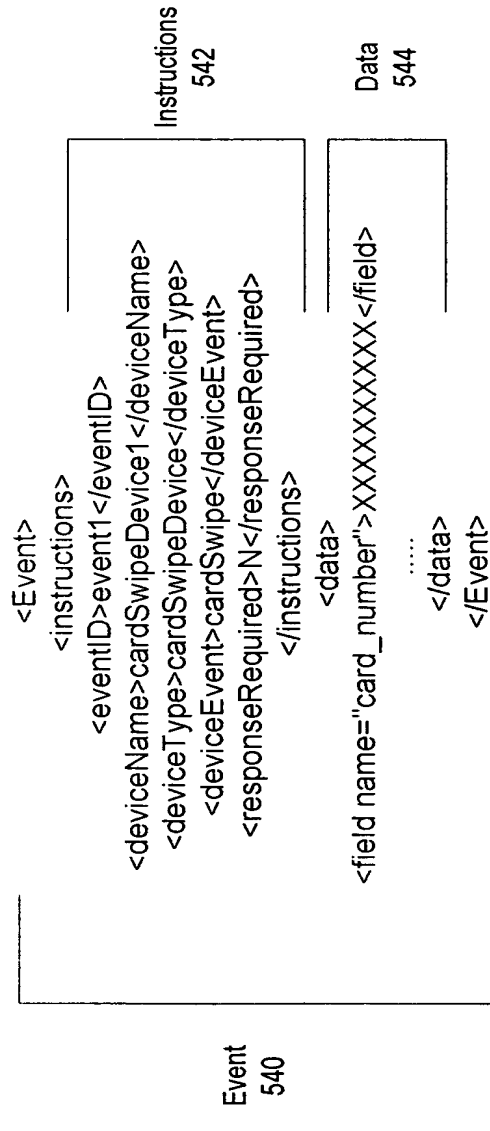 <Event>
<instructions>
<eventID>event1</eventID>
<deviceName>cardSwipeDevice1</deviceName>
<deviceType>cardSwipeDevice</deviceType>
<deviceEvent>cardSwipe</deviceEvent>
<responseRequired>N</responseRequired>
</instructions>
<data>
<field name="card_number">XXXXXXXXXXX</field>
.....
</data>
</Event>
Event
540
Instructions
542
Data
544